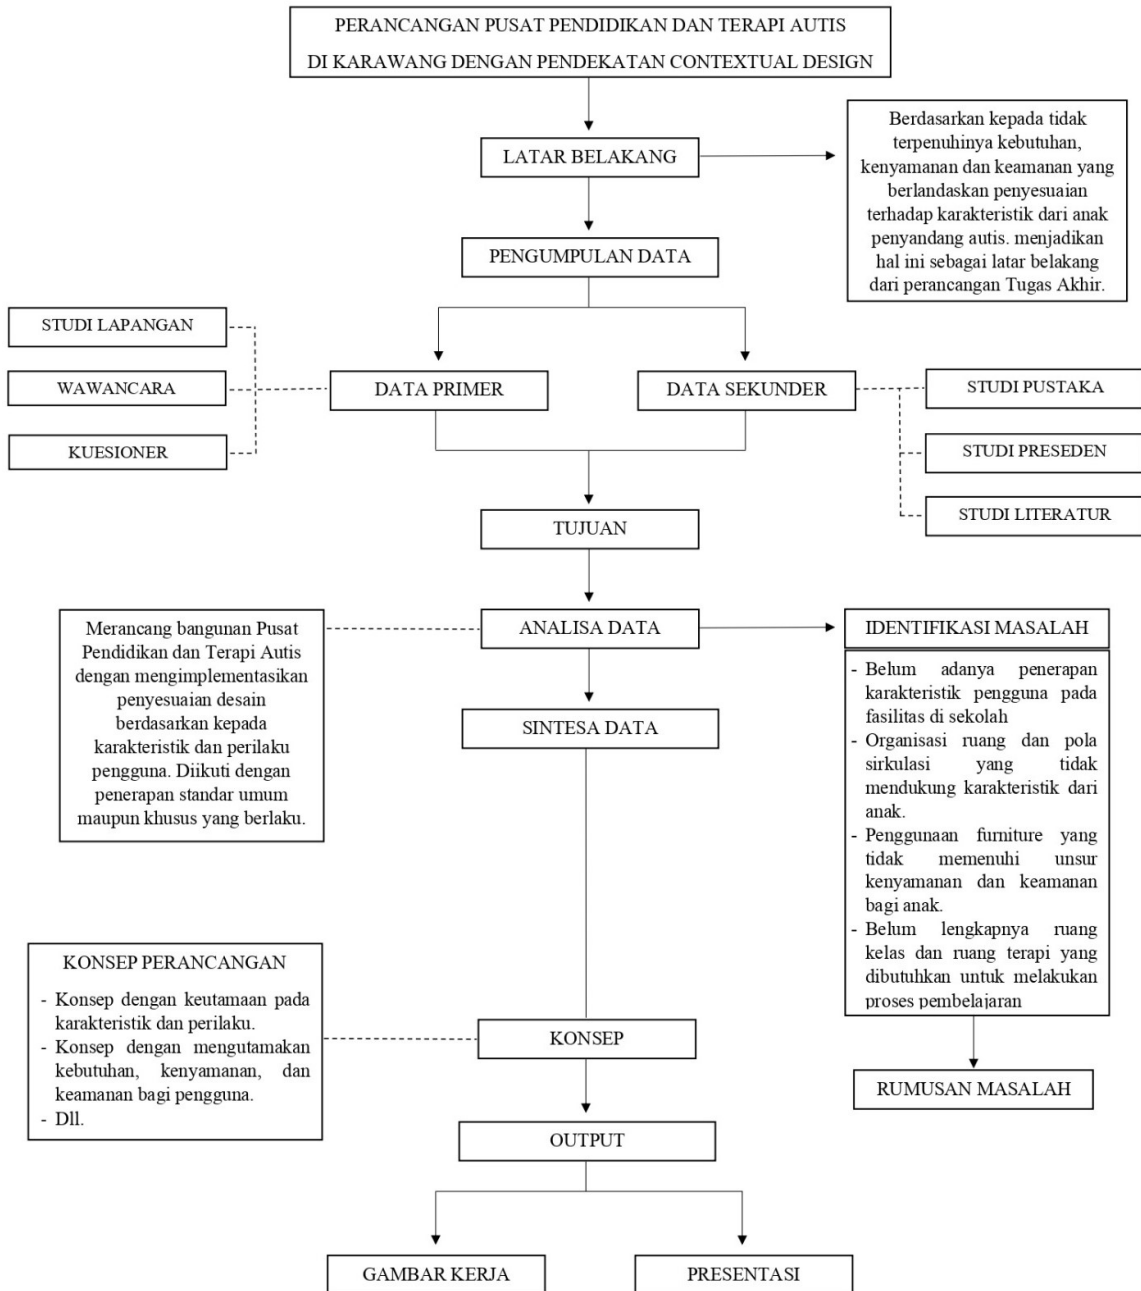 PERANCANGAN PUSAT PENDIDIKAN DAN TERAPI AUTIS
DI KARAWANG DENGAN PENDEKATAN CONTEXTUAL DESIGN
LATAR BELAKANG
Berdasarkan kepada tidak
terpenuhinya kebutuhan,
kenyamanan dan keamanan yang
berlandaskan penyesuaian
terhadap karakteristik dari anak
penyandang autis. menjadikan
hal ini sebagai latar belakang
dari perancangan Tugas Akhir.
PENGUMPULAN DATA
STUDI LAPANGAN
WAWANCARA
KUESIONER
DATA PRIMER
DATA SEKUNDER
STUDI PUSTAKA
STUDI PRESEDEN
STUDI LITERATUR
TUJUAN
Merancang bangunan Pusat
Pendidikan dan Terapi Autis
dengan mengimplementasikan
penyesuaian desain
berdasarkan kepada
karakteristik dan perilaku
pengguna. Diikuti dengan
penerapan standar umum
maupun khusus yang berlaku.
ANALISA DATA
IDENTIFIKASI MASALAH
- Belum adanya penerapan
karakteristik pengguna pada
fasilitas di sekolah
- Organisasi ruang dan pola
sirkulasi yang tidak
mendukung karakteristik dari
anak.
- Penggunaan furniture yang
tidak memenuhi unsur
kenyamanan dan keamanan
bagi anak.
- Belum lengkapnya ruang
kelas dan ruang terapi yang
dibutuhkan untuk melakukan
proses pembelajaran
RUMUSAN MASALAH
SINTESA DATA
KONSEP PERANCANGAN
- Konsep dengan keutamaan pada
karakteristik dan perilaku.
- Konsep dengan mengutamakan
kebutuhan, kenyamanan, dan
keamanan bagi pengguna.
- Dll.
KONSEP
OUTPUT
GAMBAR KERJA
PRESENTASI